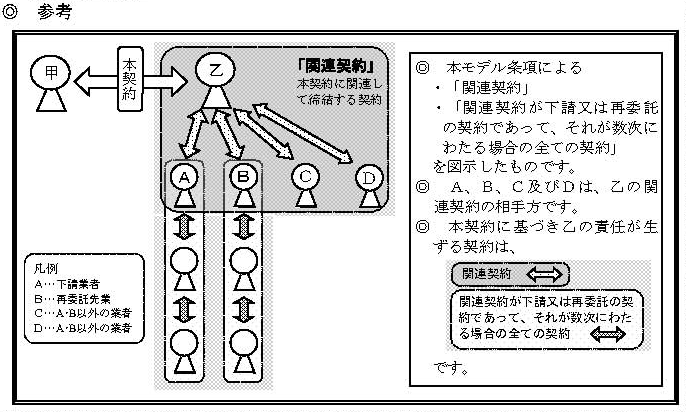 ◎ 参考
甲
本契約
乙
「関連契約」
本契約に関連し
て締結する契約
A
B
C
D
凡例
A…下請業者
B…再委託先業
C…A・B以外の業者
D…A・B以外の業者
◎ 本モデル条項による
・「関連契約」
・「関連契約が下請又は再委託
の契約であって、それが数次に
わたる場合の全ての契約」
を図示したものです。
◎ A、B、C及びDは、乙の関
連契約の相手方です。
◎ 本契約に基づき乙の責任が生
ずる契約は、
関連契約
関連契約が下請又は再委託の契
約であって、それが数次にわた
る場合の全ての契約
です。